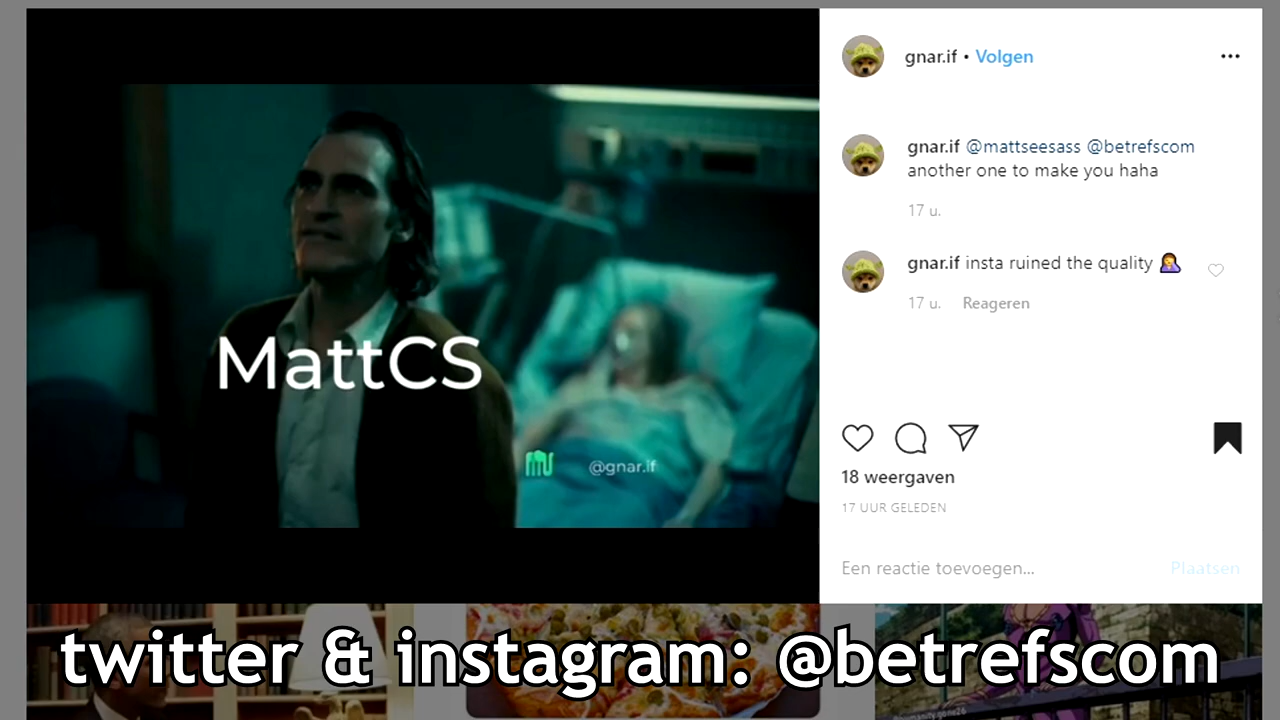 gnar.if • Volgen
gnar.if @mattseesass @betrefscom
another one to make you haha
17 u.
gnar.if insta ruined the quality
17 u. Reageren
MattCS
@gnar.if
18 weergaven
17 UUR GELEDEN
Een reactie toevoegen... Plaatsen
twitter & instagram: @betrefscom